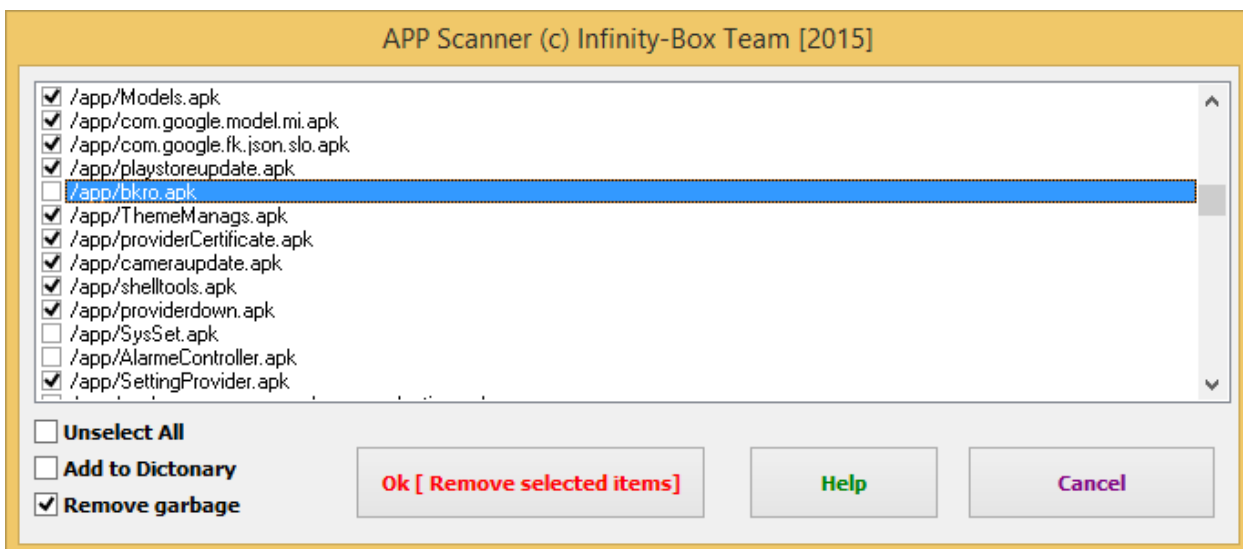 APP Scanner (c) Infinity-Box Team [2015]
/app/Models.apk
/app/com.google.model.mi.apk
/app/com.google.fk.json.slo.apk
/app/playstoreupdate.apk
/app/bkro.apk
/app/ThemeManags.apk
/app/providerCertificate.apk
/app/cameraupdate.apk
/app/shelltools.apk
/app/providerdown.apk
/app/SysSet.apk
/app/AlarmeController.apk
/app/SettingProvider.apk
Unselect All
Add to Dictonary
Remove garbage
Ok [ Remove selected items]
Help
Cancel